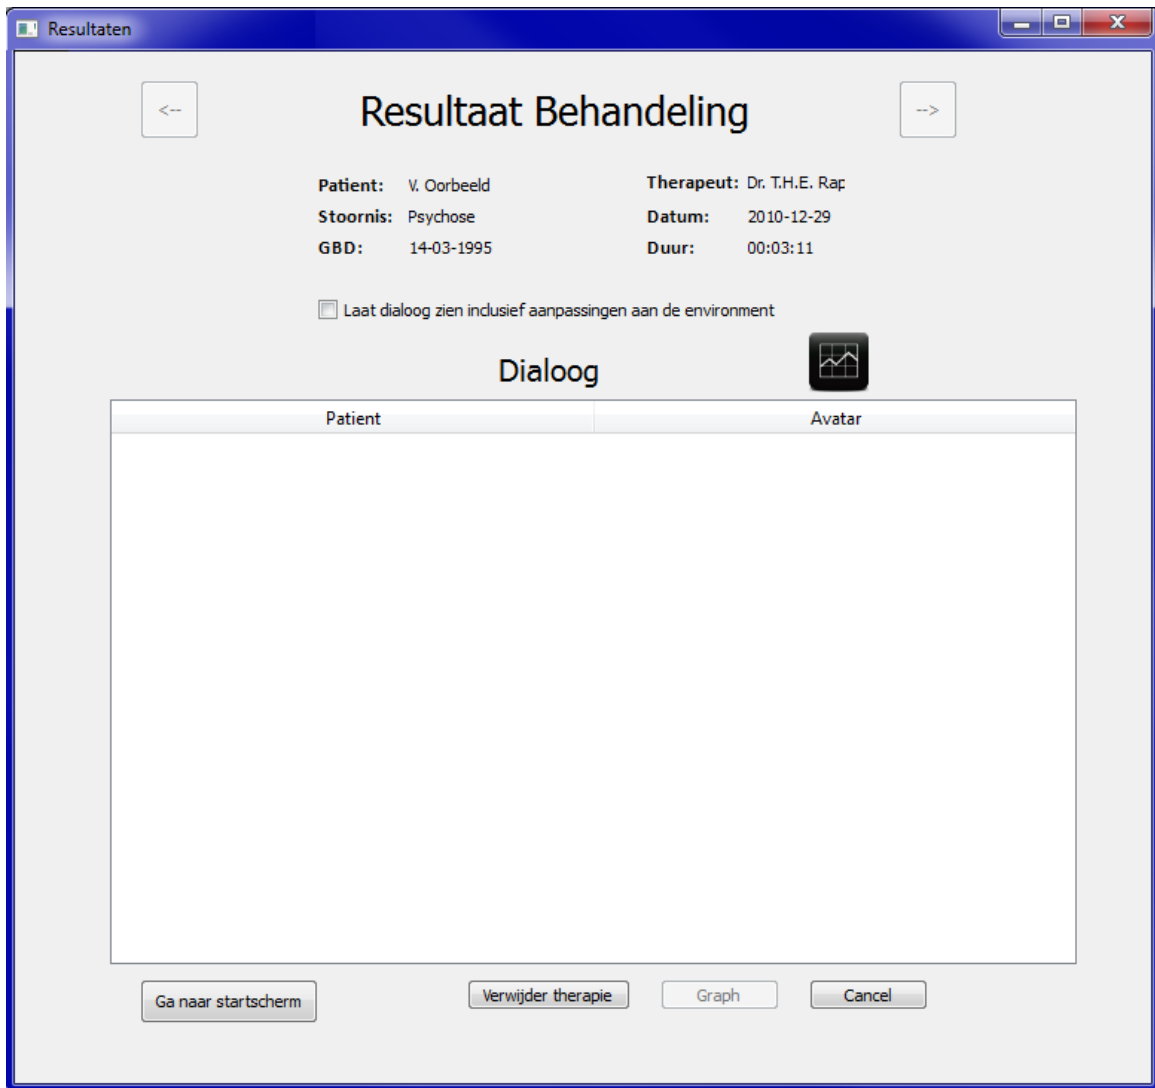 Resultaten
<-- Resultaat Behandeling -->
Patient: V. Oorbeeld Therapeut: Dr. T.H.E. Rap
Stoornis: Psychose Datum: 2010-12-29
GBD: 14-03-1995 Duur: 00:03:11
Laat dialoog zien inclusief aanpassingen aan de environment
Dialoog
Patient Avatar
Ga naar startscherm Verwijder therapie Graph Cancel